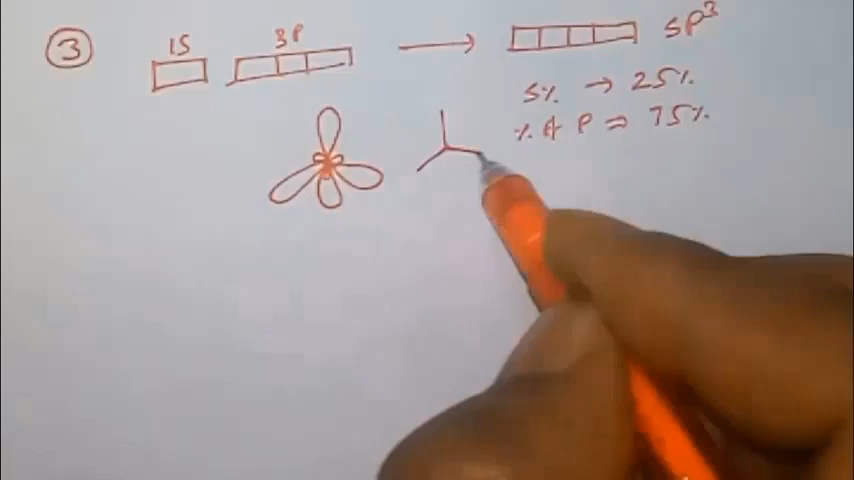 3 1S 3P → SP³
S% → 25%
% of P = 75%